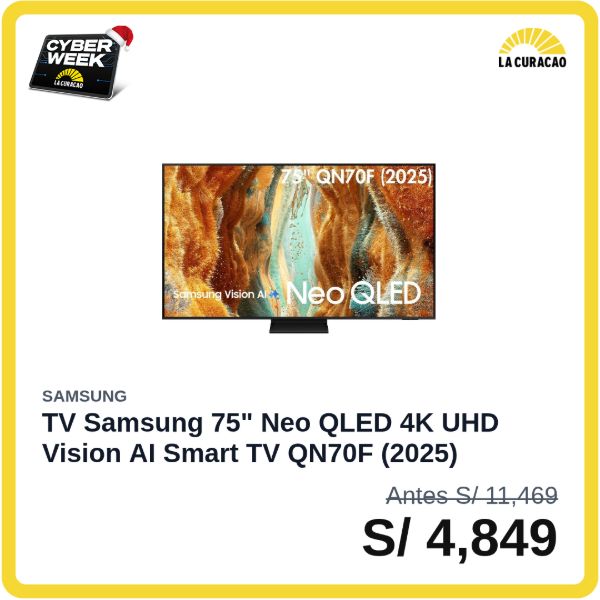 CYBER
WEEK
LA CURACAO
LA CURACAO
75" QN70F (2025)
Samsung Vision AI
Neo QLED
SAMSUNG
TV Samsung 75" Neo QLED 4K UHD
Vision AI Smart TV QN70F (2025)
Antes S/ 11,469
S/ 4,849